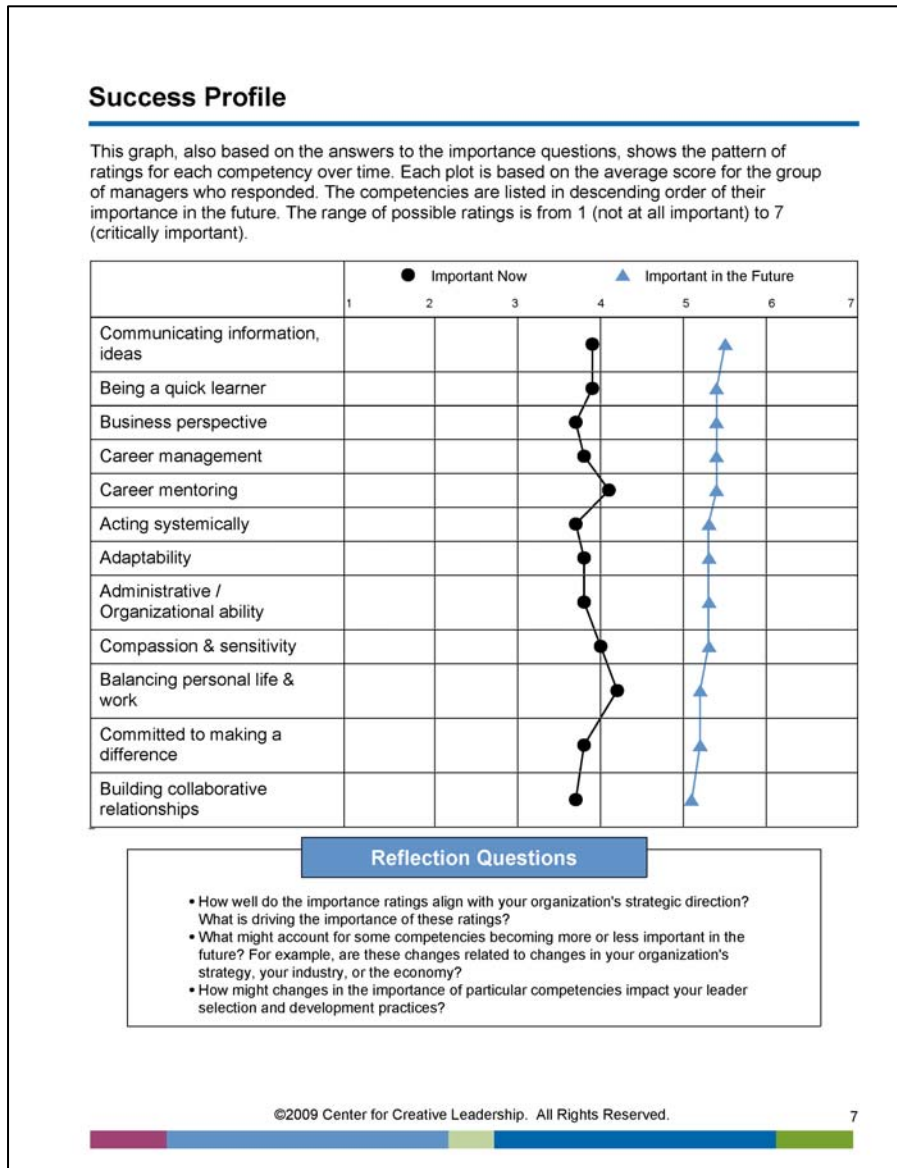 Success Profile
This graph, also based on the answers to the importance questions, shows the pattern of
ratings for each competency over time. Each plot is based on the average score for the group
of managers who responded. The competencies are listed in descending order of their
importance in the future. The range of possible ratings is from 1 (not at all important) to 7
(critically important).
Important Now Important in the Future
1 2 3 4 5 6 7
Communicating information,
ideas
Being a quick learner
Business perspective
Career management
Career mentoring
Acting systemically
Adaptability
Administrative /
Organizational ability
Compassion & sensitivity
Balancing personal life &
work
Committed to making a
difference
Building collaborative
relationships
Reflection Questions
• How well do the importance ratings align with your organization's strategic direction?
What is driving the importance of these ratings?
• What might account for some competencies becoming more or less important in the
future? For example, are these changes related to changes in your organization's
strategy, your industry, or the economy?
• How might changes in the importance of particular competencies impact your leader
selection and development practices?
©2009 Center for Creative Leadership. All Rights Reserved. 7